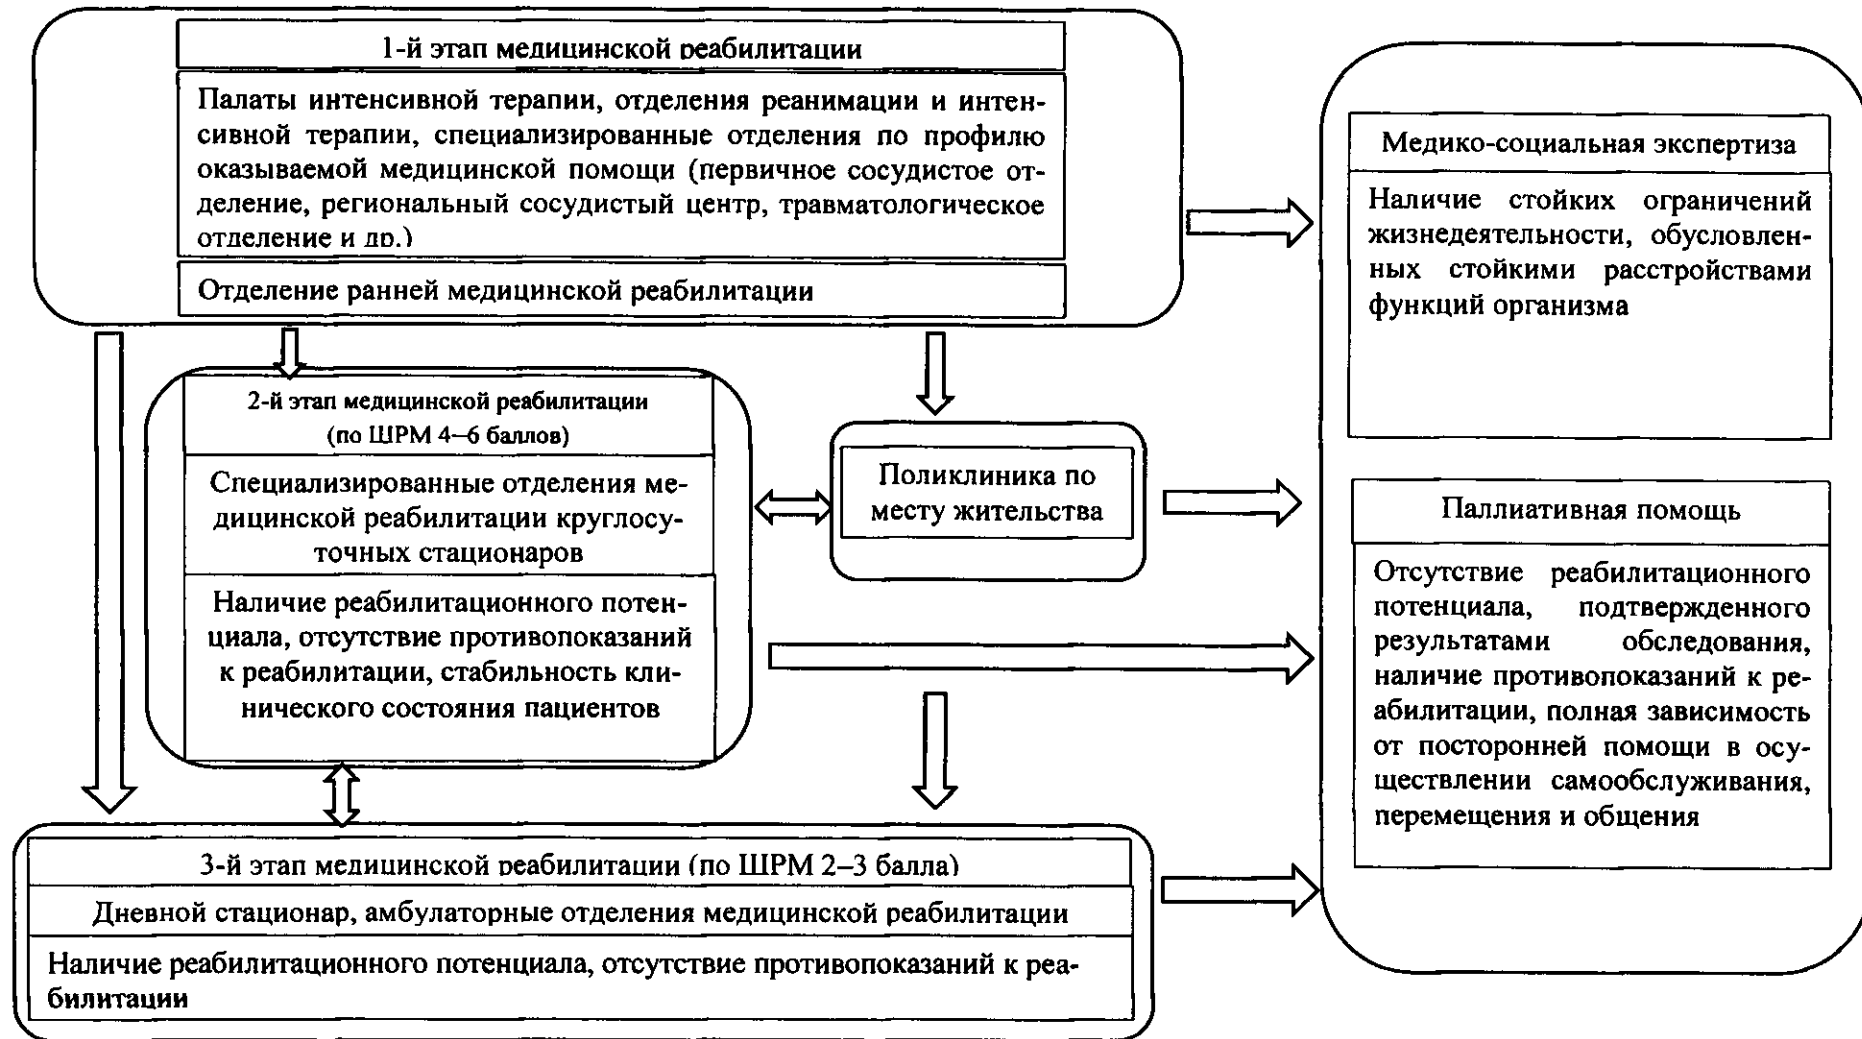 1-й этап медицинской реабилитации
Палаты интенсивной терапии, отделения реанимации и интен-
сивной терапии, специализированные отделения по профилю
оказываемой медицинской помощи (первичное сосудистое от-
деление, региональный сосудистый центр, травматологическое
отделение и др.)
Отделение ранней медицинской реабилитации
2-й этап медицинской реабилитации
(по ШРМ 4–6 баллов)
Специализированные отделения ме-
дицинской реабилитации круглосу-
точных стационаров
Наличие реабилитационного потен-
циала, отсутствие противопоказаний
к реабилитации, стабильность кли-
нического состояния пациентов
Поликлиника по
месту жительства
3-й этап медицинской реабилитации (по ШРМ 2–3 балла)
Дневной стационар, амбулаторные отделения медицинской реабилитации
Наличие реабилитационного потенциала, отсутствие противопоказаний к реа-
билитации
Медико-социальная экспертиза
Наличие стойких ограничений
жизнедеятельности, обусловлен-
ных стойкими расстройствами
функций организма
Паллиативная помощь
Отсутствие реабилитационного
потенциала, подтвержденного
результатами обследования,
наличие противопоказаний к ре-
абилитации, полная зависимость
от посторонней помощи в осу-
ществлении самообслуживания,
перемещения и общения